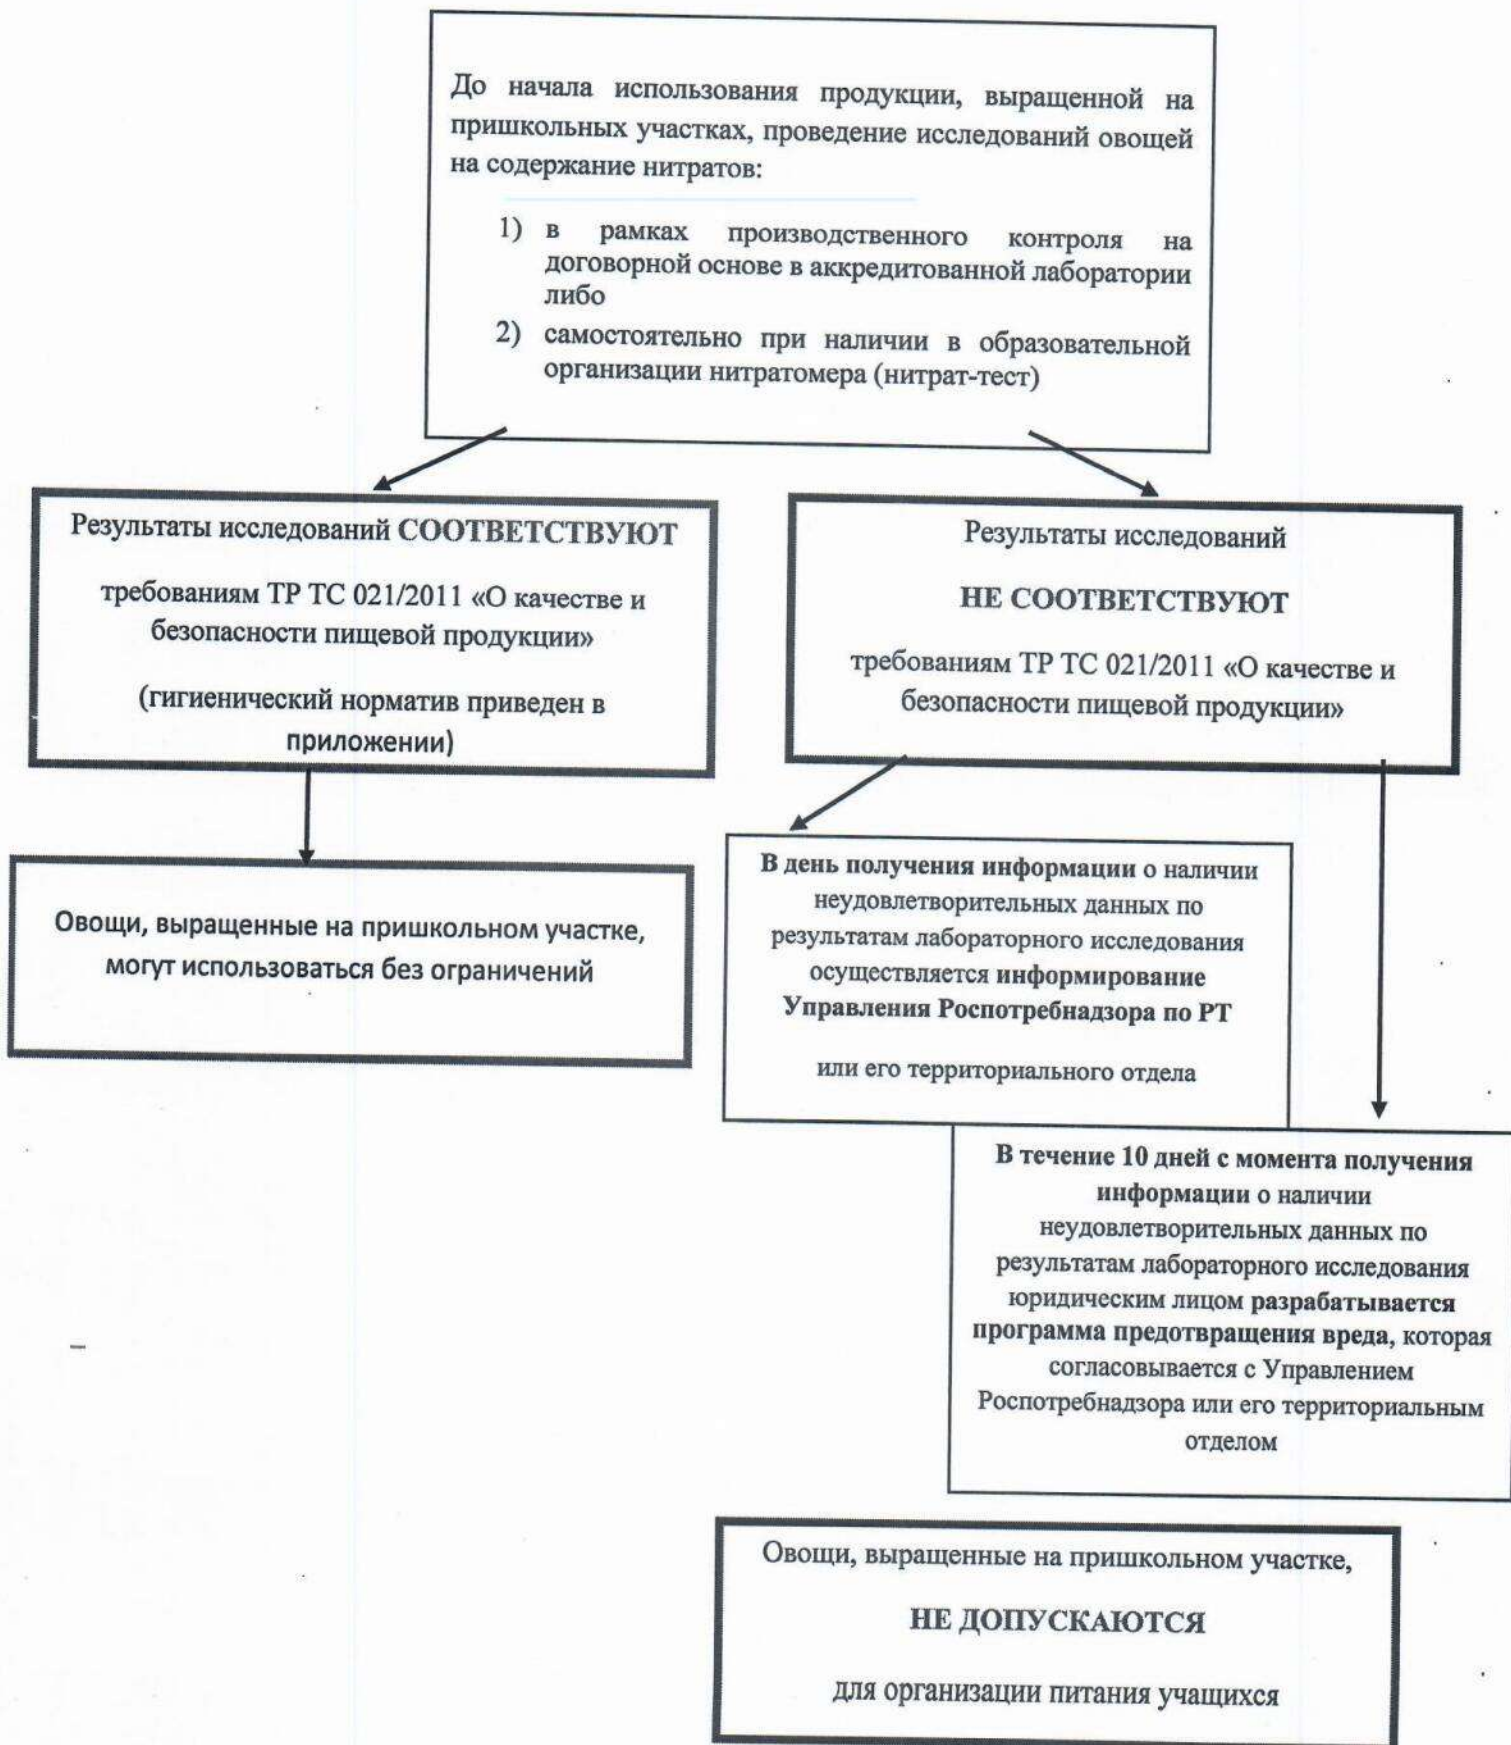 До начала использования продукции, выращенной на
пришкольных участках, проведение исследований овощей
на содержание нитратов:
1) в рамках производственного контроля на
договорной основе в аккредитованной лаборатории
либо
2) самостоятельно при наличии в образовательной
организации нитратомера (нитрат-тест)
Результаты исследований СООТВЕТСТВУЮТ
требованиям ТР ТС 021/2011 «О качестве и
безопасности пищевой продукции»
(гигиенический норматив приведен в
приложении)
Результаты исследований
НЕ СООТВЕТСТВУЮТ
требованиям ТР ТС 021/2011 «О качестве и
безопасности пищевой продукции»
Овощи, выращенные на пришкольном участке,
могут использоваться без ограничений
В день получения информации о наличии
неудовлетворительных данных по
результатам лабораторного исследования
осуществляется информирование
Управления Роспотребнадзора по РТ
или его территориального отдела
В течение 10 дней с момента получения
информации о наличии
неудовлетворительных данных по
результатам лабораторного исследования
юридическим лицом разрабатывается
программа предотвращения вреда, которая
согласовывается с Управлением
Роспотребнадзора или его территориальным
отделом
Овощи, выращенные на пришкольном участке,
НЕ ДОПУСКАЮТСЯ
для организации питания учащихся